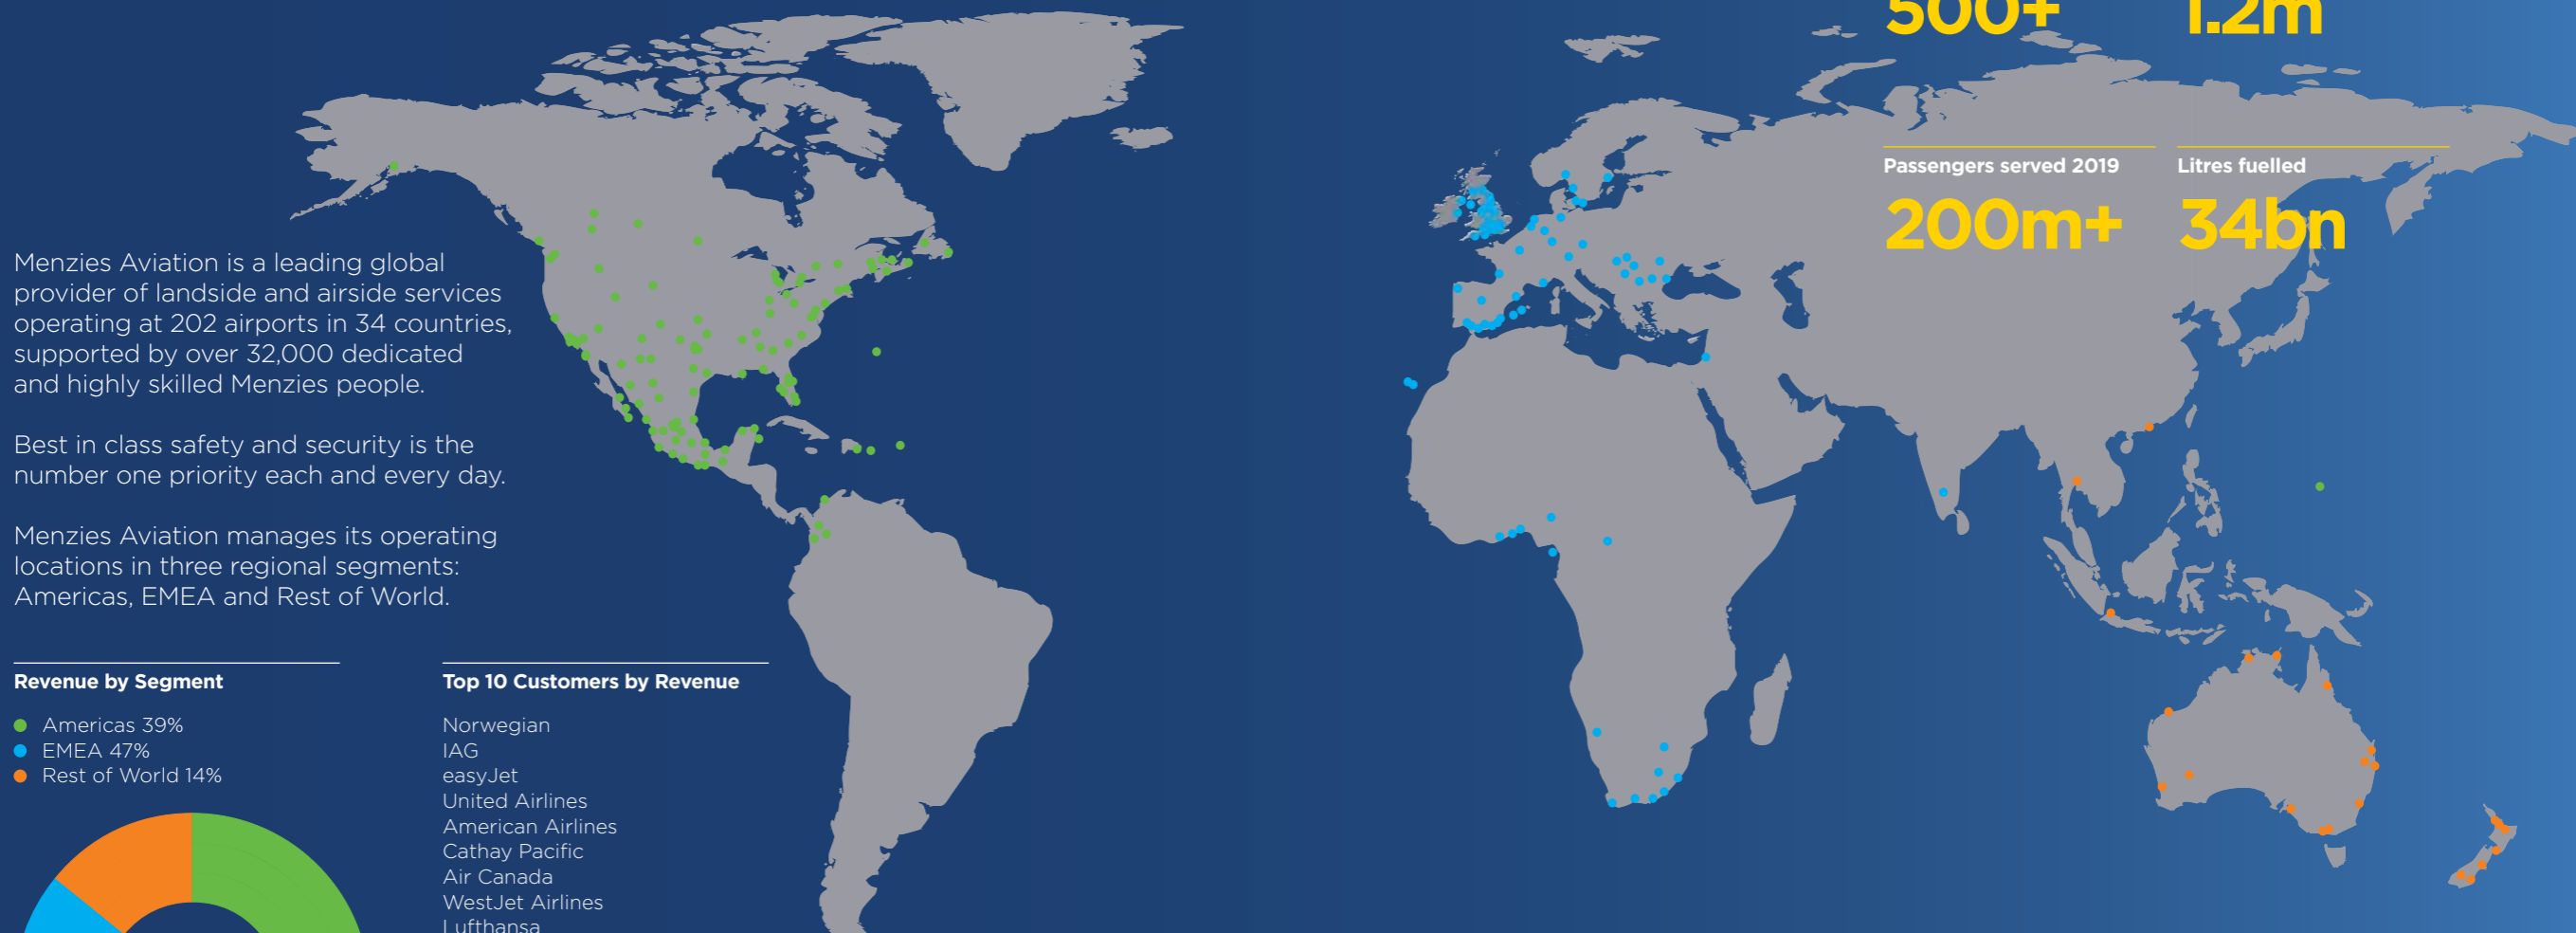 500+
1.2m
Passengers served 2019
Litres fuelled
200m+
34bn
Menzies Aviation is a leading global
provider of landside and airside services
operating at 202 airports in 34 countries,
supported by over 32,000 dedicated
and highly skilled Menzies people.
Best in class safety and security is the
number one priority each and every day.
Menzies Aviation manages its operating
locations in three regional segments:
Americas, EMEA and Rest of World.
Revenue by Segment
Americas 39%
EMEA 47%
Rest of World 14%
Top 10 Customers by Revenue
Norwegian
IAG
easyJet
United Airlines
American Airlines
Cathay Pacific
Air Canada
WestJet Airlines
Lufthansa